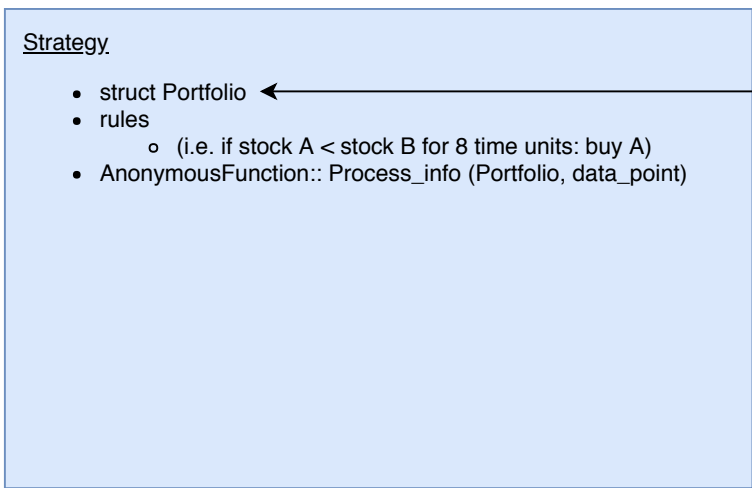 Strategy
• struct Portfolio
• rules
o (i.e. if stock A < stock B for 8 time units: buy A)
• AnonymousFunction:: Process_info (Portfolio, data_point)